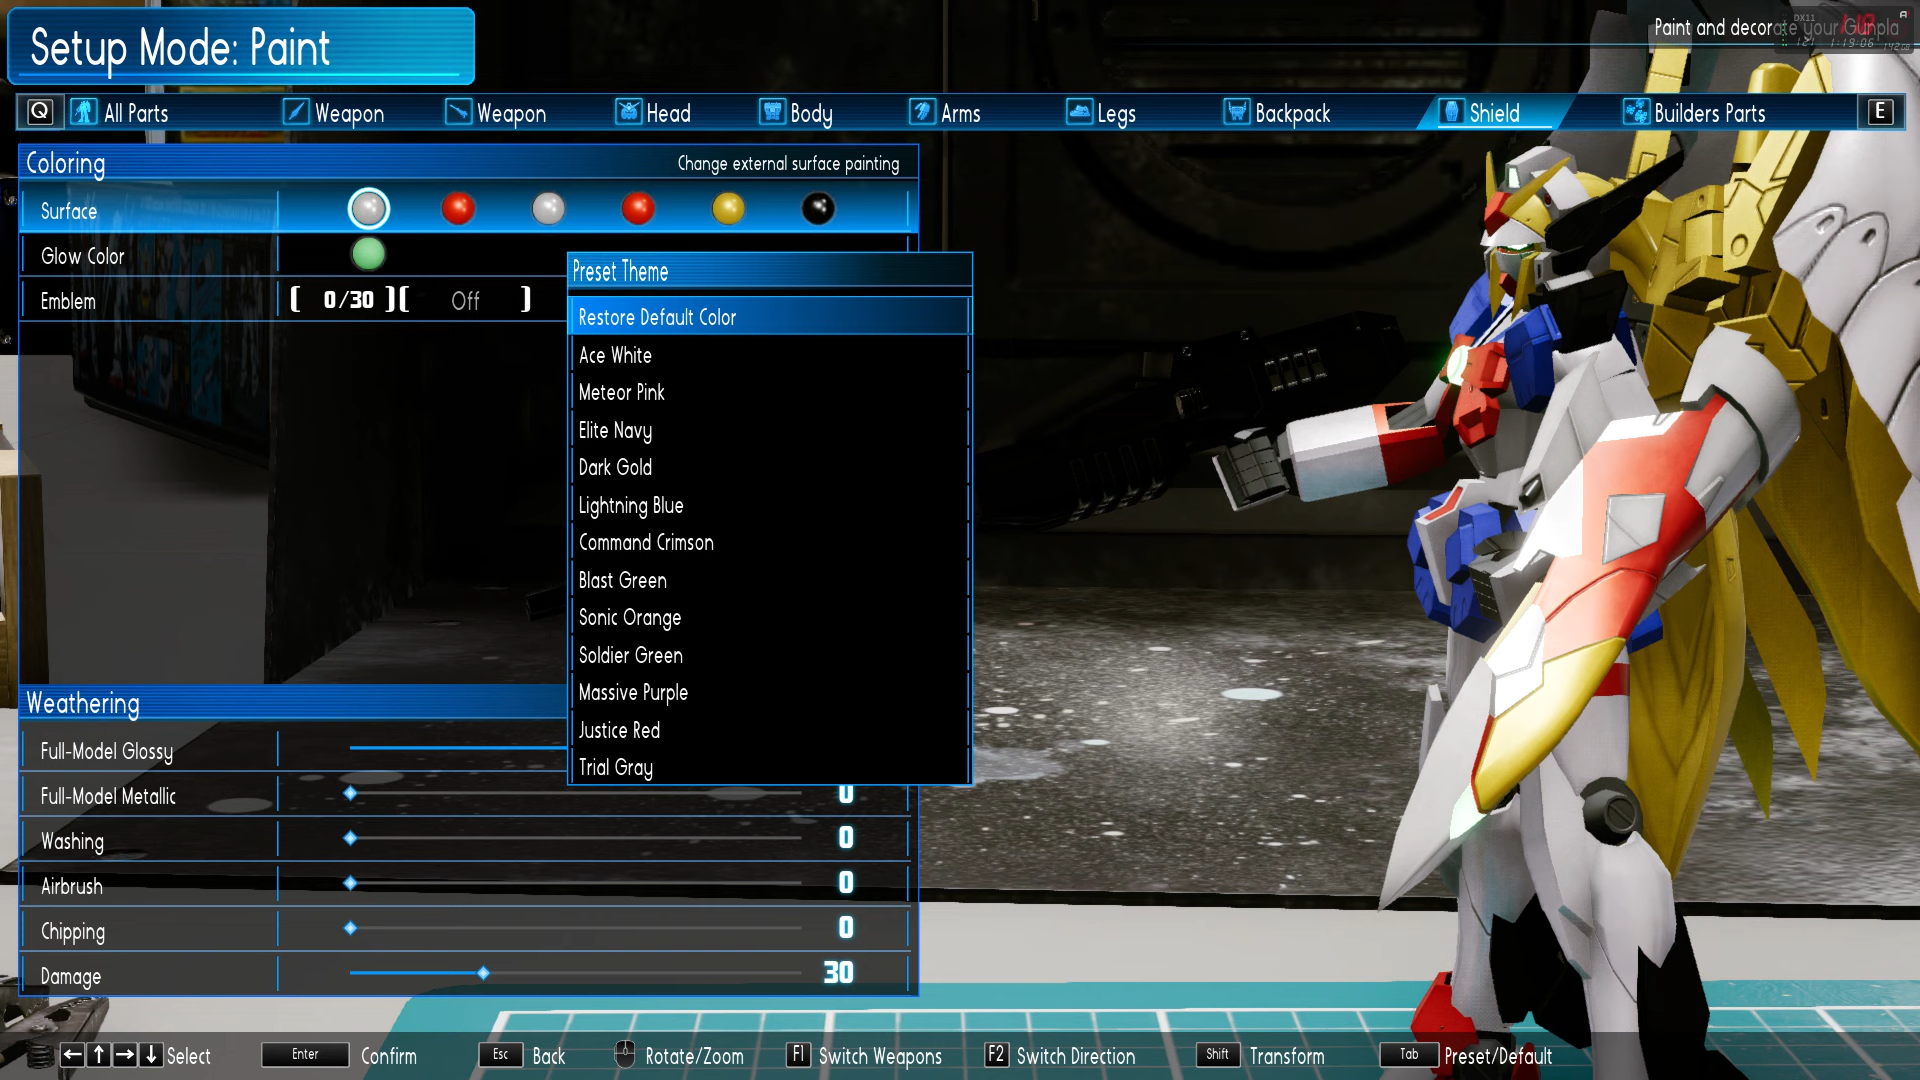 Setup Mode: Paint
Paint and decorate your Gunpla
Q All Parts Weapon Weapon Head Body Arms Legs Backpack Shield Builders Parts E
Coloring Change external surface painting
Surface
Glow Color
Emblem [ 0/30 ][ Off ]
Preset Theme
Restore Default Color
Ace White
Meteor Pink
Elite Navy
Dark Gold
Lightning Blue
Command Crimson
Blast Green
Sonic Orange
Soldier Green
Massive Purple
Justice Red
Trial Gray
Weathering
Full-Model Glossy
Full-Model Metallic 0
Washing 0
Airbrush 0
Chipping 0
Damage 30
←↑→↓ Select Enter Confirm Esc Back Rotate/Zoom F1 Switch Weapons F2 Switch Direction Shift Transform Tab Preset/Default